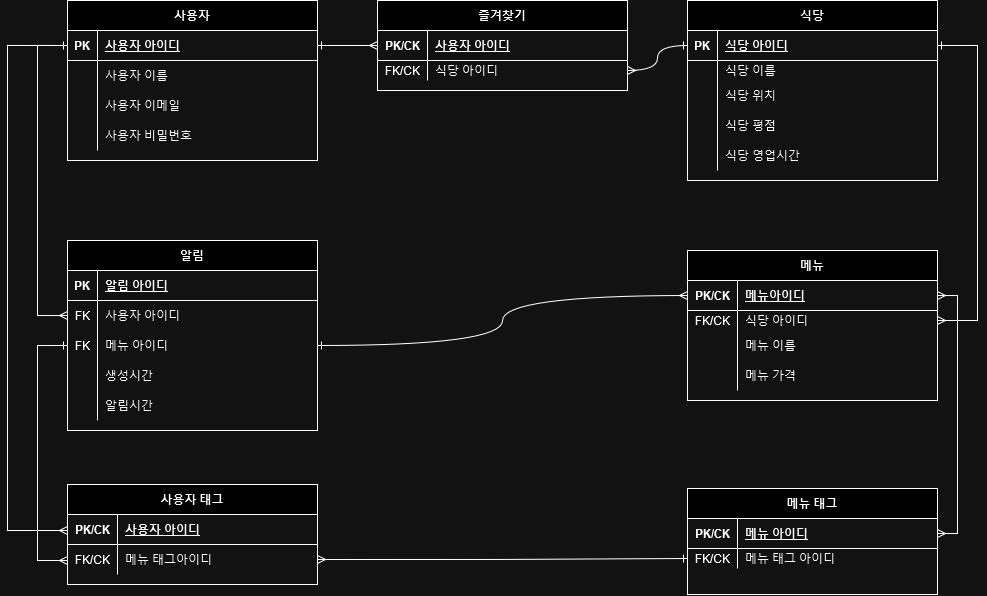 사용자
PK 사용자 아이디
사용자 이름
사용자 이메일
사용자 비밀번호
즐겨찾기
PK/CK 사용자 아이디
FK/CK 식당 아이디
식당
PK 식당 아이디
식당 이름
식당 위치
식당 평점
식당 영업시간
알림
PK 알림 아이디
FK 사용자 아이디
FK 메뉴 아이디
생성시간
알림시간
메뉴
PK/CK 메뉴아이디
FK/CK 식당 아이디
메뉴 이름
메뉴 가격
사용자 태그
PK/CK 사용자 아이디
FK/CK 메뉴 태그아이디
메뉴 태그
PK/CK 메뉴 아이디
FK/CK 메뉴 태그 아이디